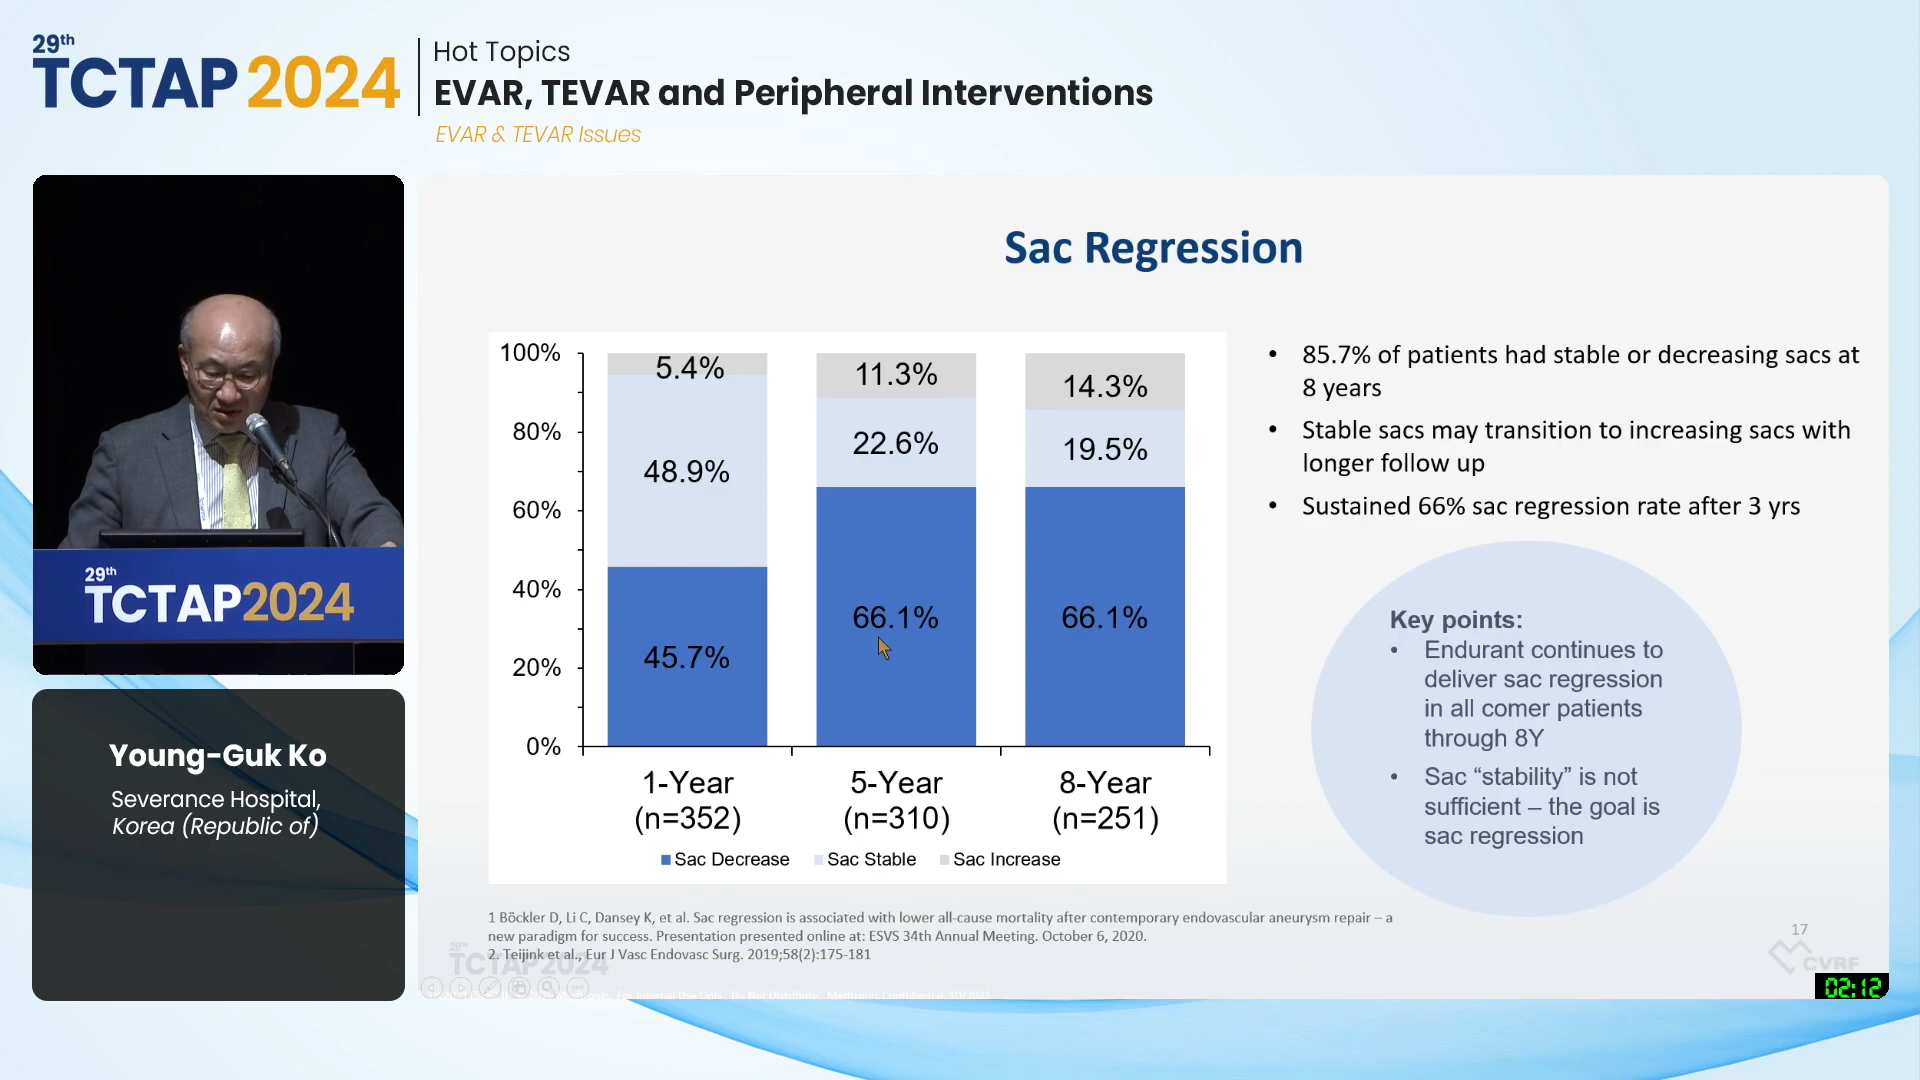 29th
TCTAP 2024
Hot Topics
EVAR, TEVAR and Peripheral Interventions
EVAR & TEVAR Issues
29th
TCTAP2024
Young-Guk Ko
Severance Hospital,
Korea (Republic of)
Sac Regression
100%
80%
60%
40%
20%
0%
5.4%
48.9%
45.7%
11.3%
22.6%
66.1%
14.3%
19.5%
66.1%
1-Year
(n=352)
5-Year
(n=310)
8-Year
(n=251)
Sac Decrease
Sac Stable
Sac Increase
• 85.7% of patients had stable or decreasing sacs at
8 years
• Stable sacs may transition to increasing sacs with
longer follow up
• Sustained 66% sac regression rate after 3 yrs
Key points:
• Endurant continues to
deliver sac regression
in all comer patients
through 8Y
• Sac “stability” is not
sufficient – the goal is
sac regression
1 Böckler D, Li C, Dansey K, et al. Sac regression is associated with lower all-cause mortality after contemporary endovascular aneurysm repair – a
new paradigm for success. Presentation presented online at: ESVS 34th Annual Meeting. October 6, 2020.
2. Teijink et al., Eur J Vasc Endovasc Surg. 2019;58(2):175-181
29th
TCTAP2024
17
CVRF
02:12